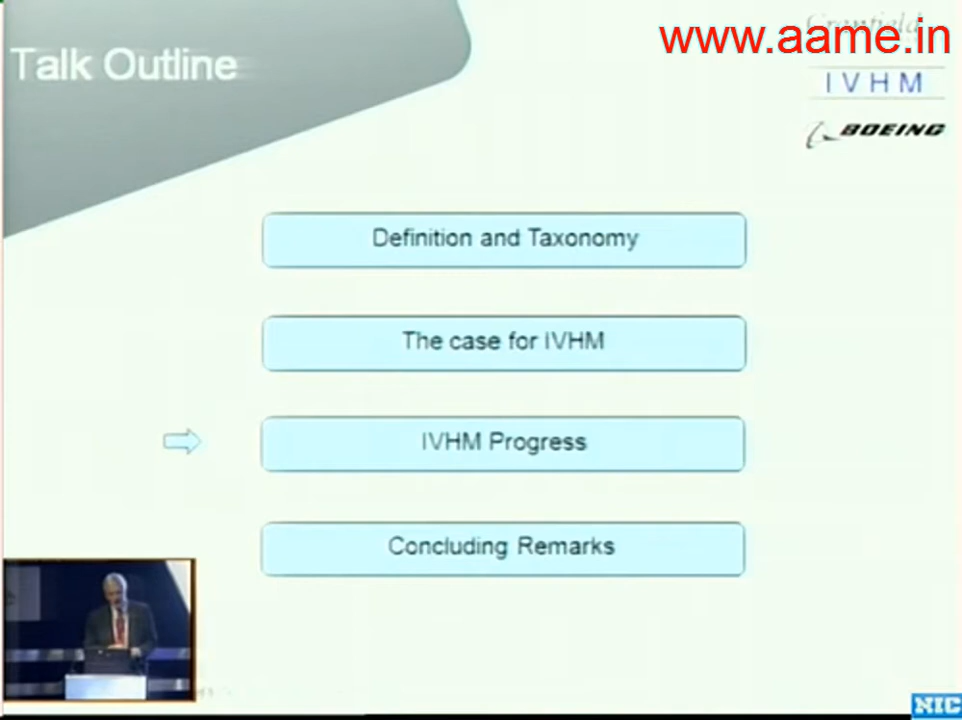 Talk Outline
www.aame.in
Cranfield
IVHM
BOEING
Definition and Taxonomy
The case for IVHM
IVHM Progress
Concluding Remarks
NIC